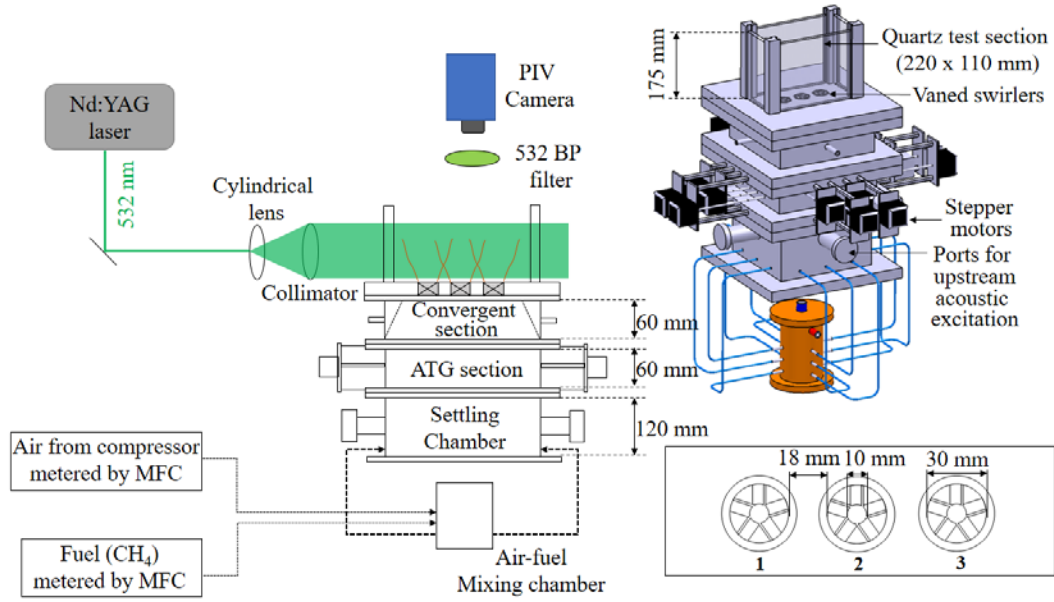 Nd:YAG
laser
532 nm
Cylindrical
lens
Collimator
PIV
Camera
532 BP
filter
Convergent
section
ATG section
Settling
Chamber
60 mm
60 mm
120 mm
Air from compressor
metered by MFC
Fuel (CH₄)
metered by MFC
Air-fuel
Mixing chamber
175 mm
Quartz test section
(220 x 110 mm)
Vaned swirlers
Stepper
motors
Ports for
upstream
acoustic
excitation
18 mm
10 mm
30 mm
1
2
3